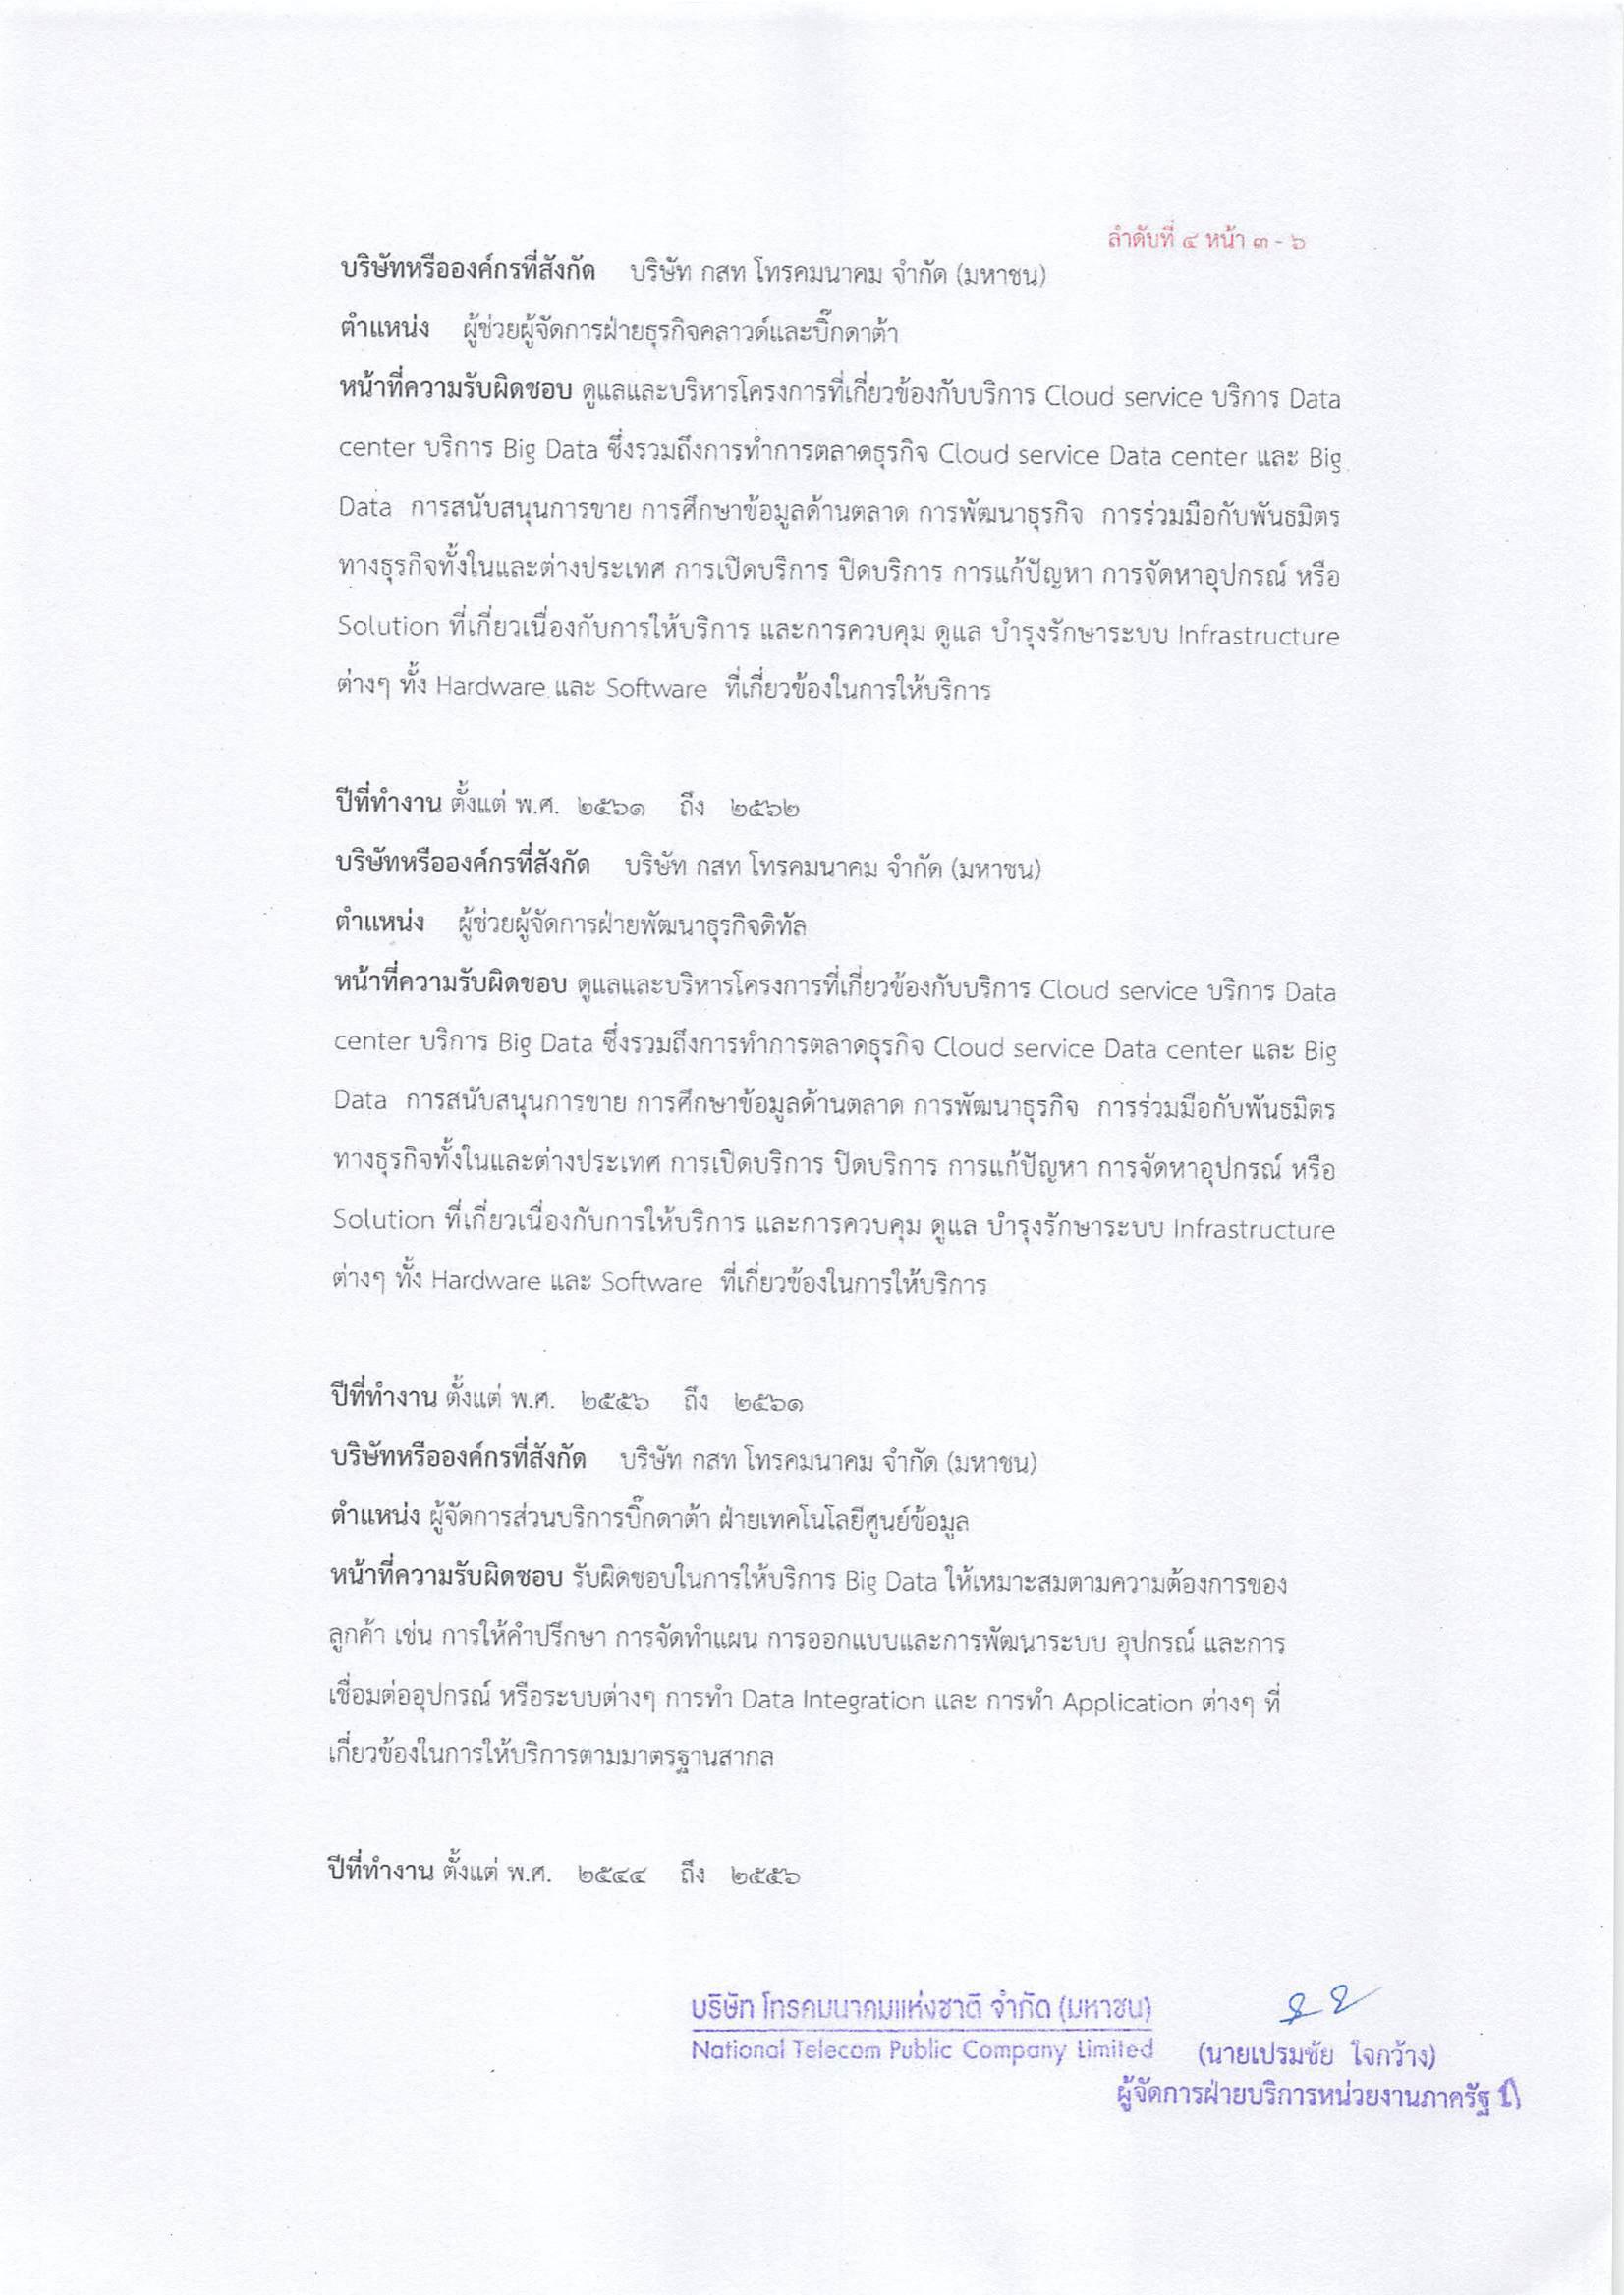 ลำดับที่ ๔ หน้า ๓ - ๖
บริษัทหรือองค์กรที่สังกัด บริษัท กสท โทรคมนาคม จำกัด (มหาชน)
ตำแหน่ง ผู้ช่วยผู้จัดการฝ่ายธุรกิจคลาวด์และบิ๊กดาต้า
หน้าที่ความรับผิดชอบ ดูแลและบริหารโครงการที่เกี่ยวข้องกับบริการ Cloud service บริการ Data
center บริการ Big Data ซึ่งรวมถึงการทำการตลาดธุรกิจ Cloud service Data center และ Big
Data การสนับสนุนการขาย การศึกษาข้อมูลด้านตลาด การพัฒนาธุรกิจ การร่วมมือกับพันธมิตร
ทางธุรกิจทั้งในและต่างประเทศ การเปิดบริการ ปิดบริการ การแก้ปัญหา การจัดหาอุปกรณ์ หรือ
Solution ที่เกี่ยวเนื่องกับการให้บริการ และการควบคุม ดูแล บำรุงรักษาระบบ Infrastructure
ต่างๆ ทั้ง Hardware และ Software ที่เกี่ยวข้องในการให้บริการ
ปีที่ทำงาน ตั้งแต่ พ.ศ. ๒๕๖๑ ถึง ๒๕๖๒
บริษัทหรือองค์กรที่สังกัด บริษัท กสท โทรคมนาคม จำกัด (มหาชน)
ตำแหน่ง ผู้ช่วยผู้จัดการฝ่ายพัฒนาธุรกิจดิทัล
หน้าที่ความรับผิดชอบ ดูแลและบริหารโครงการที่เกี่ยวข้องกับบริการ Cloud service บริการ Data
center บริการ Big Data ซึ่งรวมถึงการทำการตลาดธุรกิจ Cloud service Data center และ Big
Data การสนับสนุนการขาย การศึกษาข้อมูลด้านตลาด การพัฒนาธุรกิจ การร่วมมือกับพันธมิตร
ทางธุรกิจทั้งในและต่างประเทศ การเปิดบริการ ปิดบริการ การแก้ปัญหา การจัดหาอุปกรณ์ หรือ
Solution ที่เกี่ยวเนื่องกับการให้บริการ และการควบคุม ดูแล บำรุงรักษาระบบ Infrastructure
ต่างๆ ทั้ง Hardware และ Software ที่เกี่ยวข้องในการให้บริการ
ปีที่ทำงาน ตั้งแต่ พ.ศ. ๒๕๕๖ ถึง ๒๕๖๑
บริษัทหรือองค์กรที่สังกัด บริษัท กสท โทรคมนาคม จำกัด (มหาชน)
ตำแหน่ง ผู้จัดการส่วนบริการบิ๊กดาต้า ฝ่ายเทคโนโลยีศูนย์ข้อมูล
หน้าที่ความรับผิดชอบ รับผิดชอบในการให้บริการ Big Data ให้เหมาะสมตามความต้องการของ
ลูกค้า เช่น การให้คำปรึกษา การจัดทำแผน การออกแบบและการพัฒนาระบบ อุปกรณ์ และการ
เชื่อมต่ออุปกรณ์ หรือระบบต่างๆ การทำ Data Integration และ การทำ Application ต่างๆ ที่
เกี่ยวข้องในการให้บริการตามมาตรฐานสากล
ปีที่ทำงาน ตั้งแต่ พ.ศ. ๒๕๔๔ ถึง ๒๕๕๖
บริษัท โทรคมนาคมแห่งชาติ จำกัด (มหาชน)
National Telecom Public Company Limited
(นายเปรมชัย ใจกว้าง)
ผู้จัดการฝ่ายบริการหน่วยงานภาครัฐ